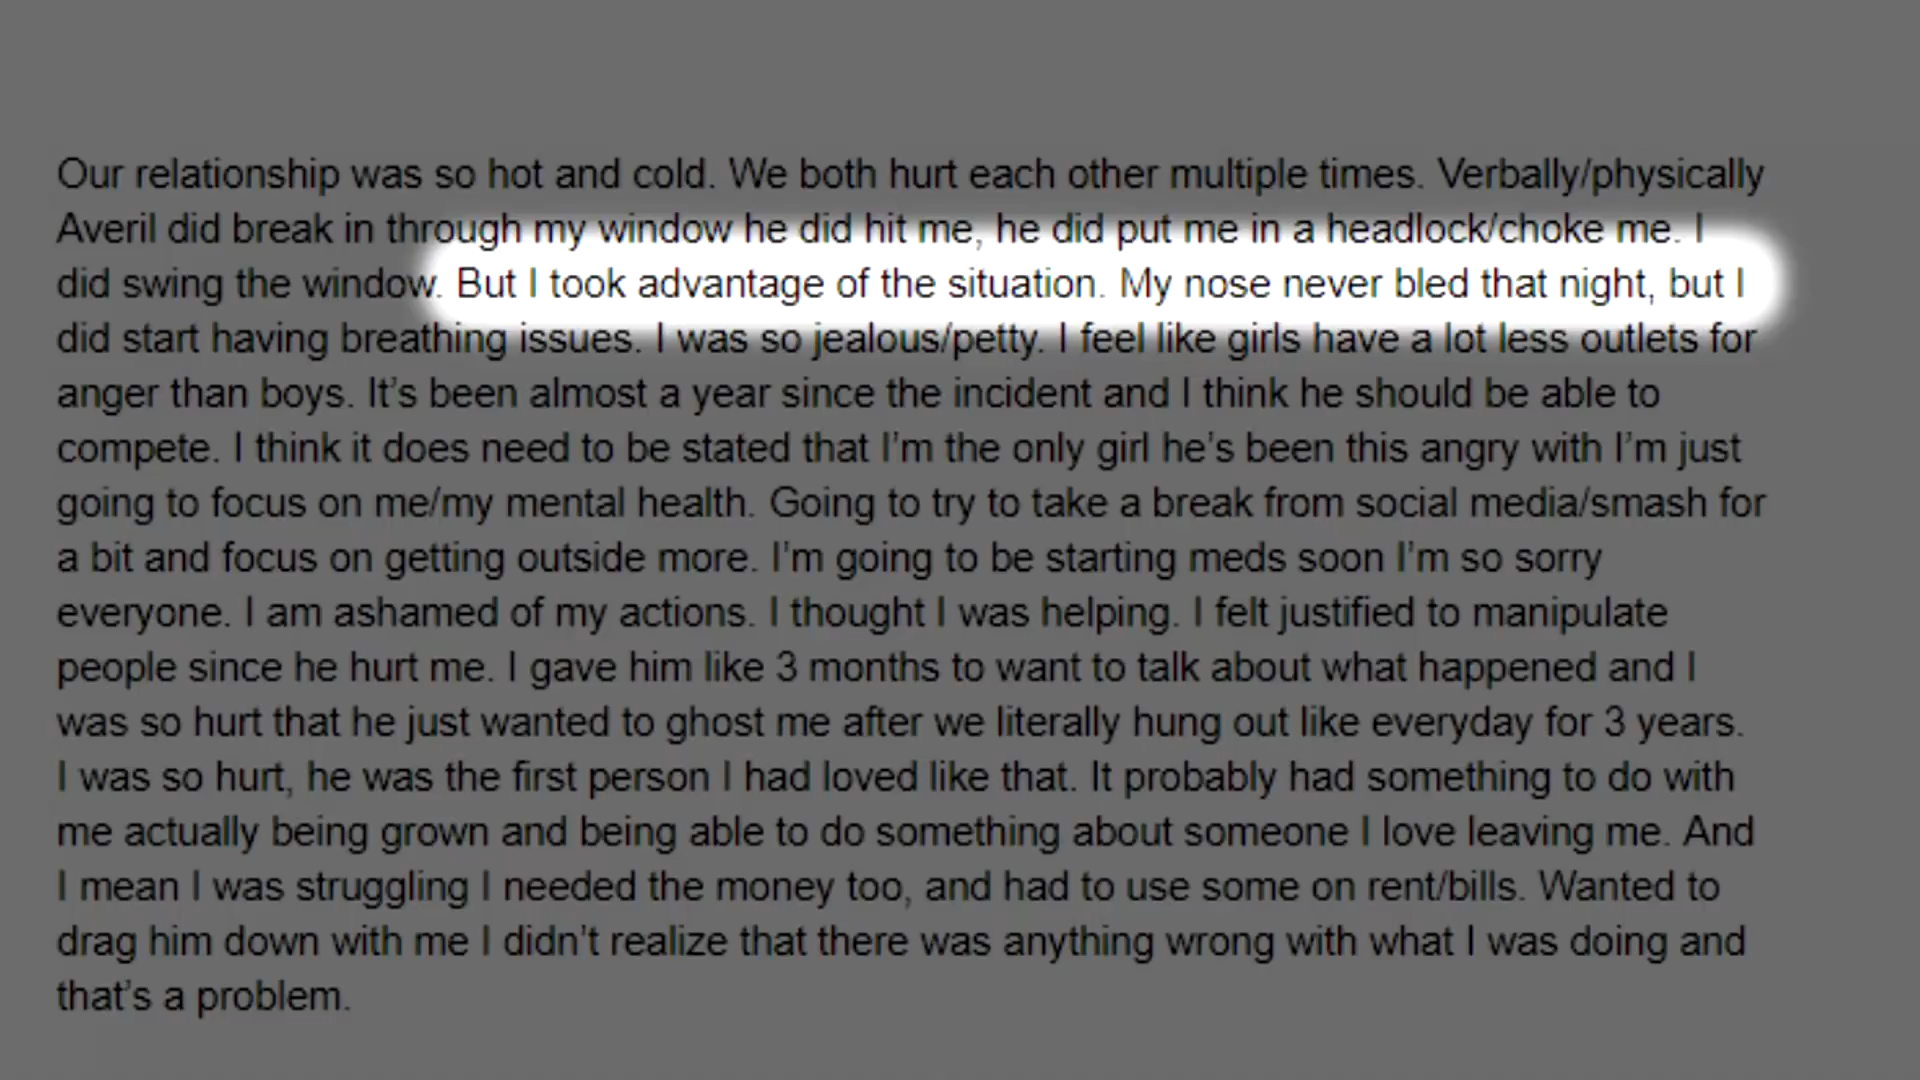 Our relationship was so hot and cold. We both hurt each other multiple times. Verbally/physically
Averil did break in through my window he did hit me, he did put me in a headlock/choke me. I
did swing the window. But I took advantage of the situation. My nose never bled that night, but I
did start having breathing issues. I was so jealous/petty. I feel like girls have a lot less outlets for
anger than boys. It’s been almost a year since the incident and I think he should be able to
compete. I think it does need to be stated that I’m the only girl he’s been this angry with I’m just
going to focus on me/my mental health. Going to try to take a break from social media/smash for
a bit and focus on getting outside more. I’m going to be starting meds soon I’m so sorry
everyone. I am ashamed of my actions. I thought I was helping. I felt justified to manipulate
people since he hurt me. I gave him like 3 months to want to talk about what happened and I
was so hurt that he just wanted to ghost me after we literally hung out like everyday for 3 years.
I was so hurt, he was the first person I had loved like that. It probably had something to do with
me actually being grown and being able to do something about someone I love leaving me. And
I mean I was struggling I needed the money too, and had to use some on rent/bills. Wanted to
drag him down with me I didn’t realize that there was anything wrong with what I was doing and
that’s a problem.